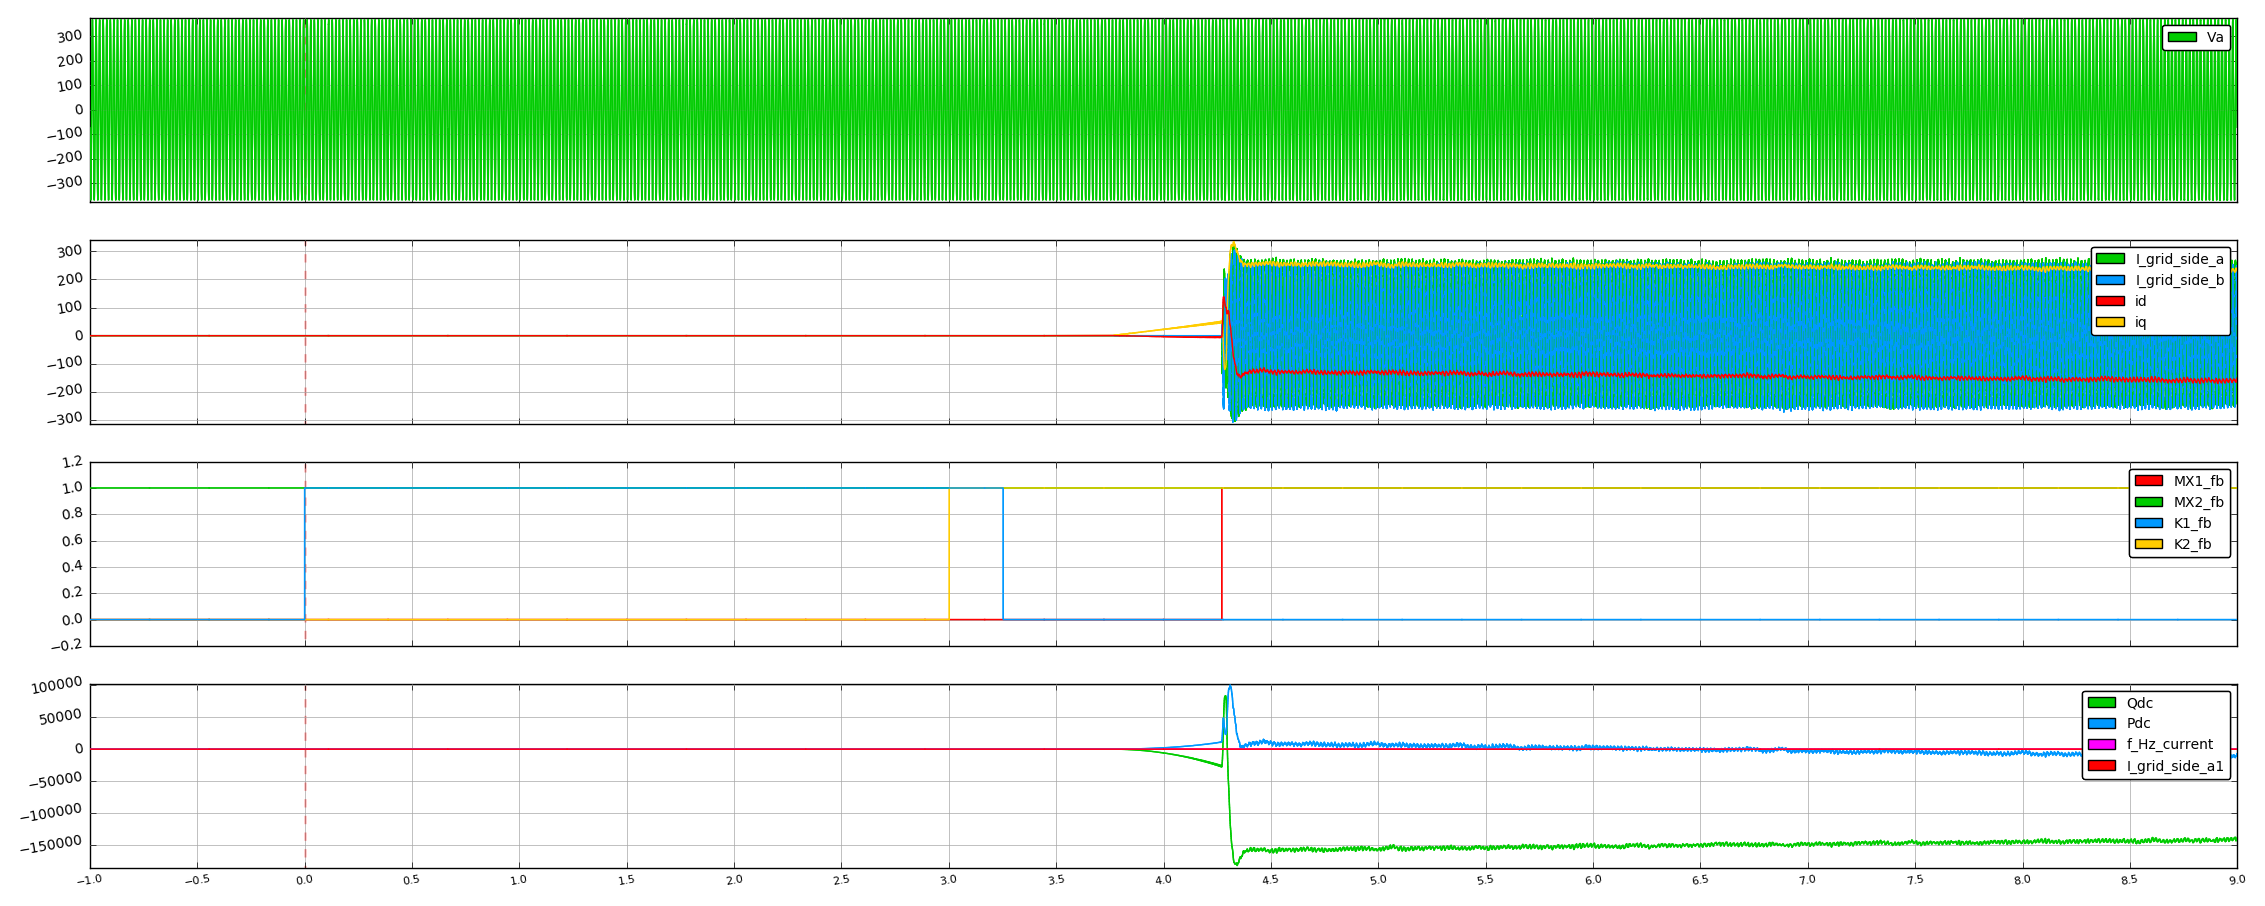 300
200
100
0
−100
−200
−300
Va
300
200
100
0
−100
−200
−300
I_grid_side_a
I_grid_side_b
id
iq
1.2
1.0
0.8
0.6
0.4
0.2
0.0
−0.2
MX1_fb
MX2_fb
K1_fb
K2_fb
100000
50000
0
−50000
−100000
−150000
Qdc
Pdc
f_Hz_current
I_grid_side_a1
−1.0 −0.5 0.0 0.5 1.0 1.5 2.0 2.5 3.0 3.5 4.0 4.5 5.0 5.5 6.0 6.5 7.0 7.5 8.0 8.5 9.0